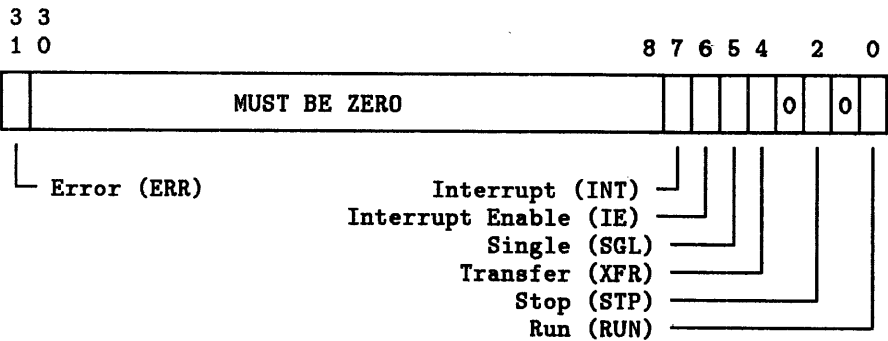 3 3
1 0 8 7 6 5 4 2 0
MUST BE ZERO 0 0
Error (ERR) Interrupt (INT)
Interrupt Enable (IE)
Single (SGL)
Transfer (XFR)
Stop (STP)
Run (RUN)